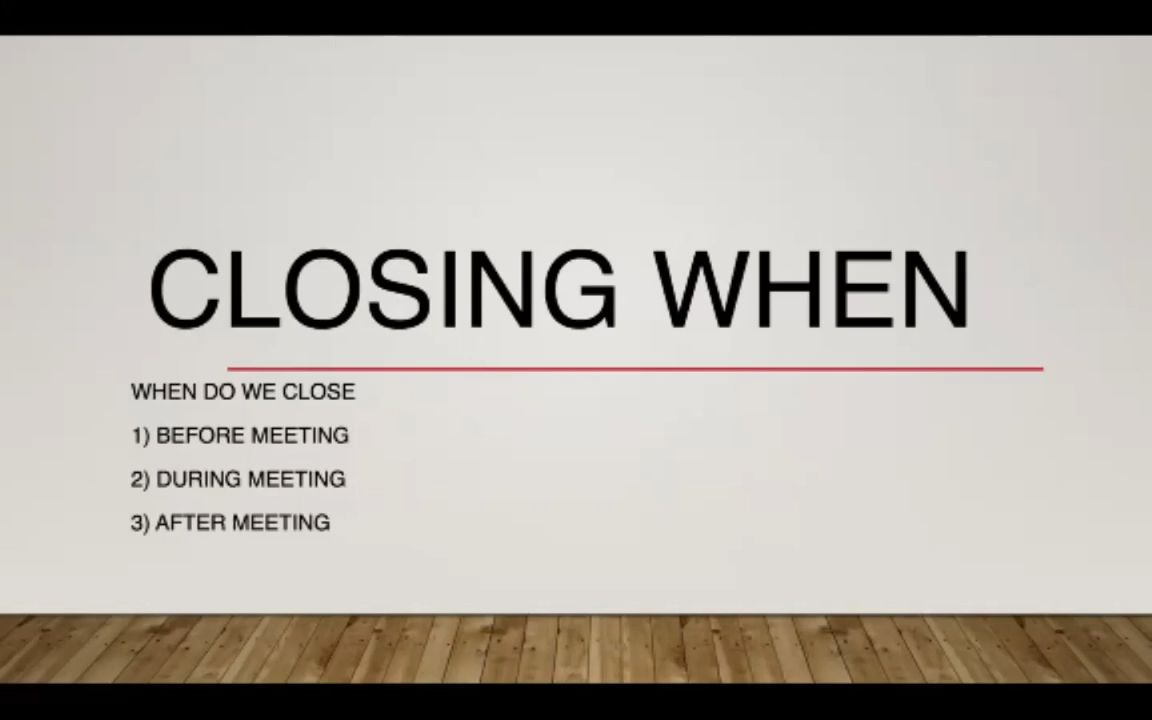 CLOSING WHEN
WHEN DO WE CLOSE
1) BEFORE MEETING
2) DURING MEETING
3) AFTER MEETING